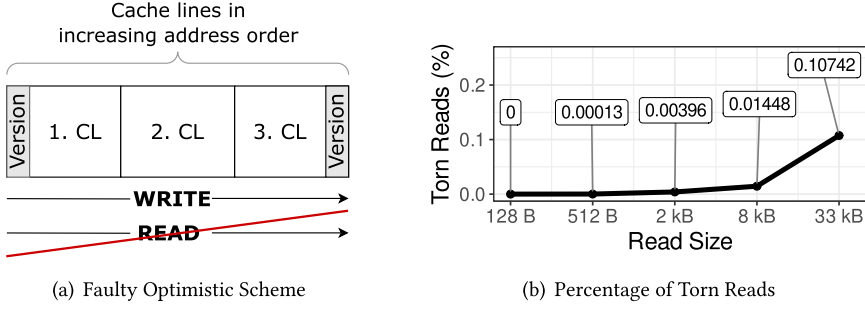 Cache lines in
increasing address order
Version
1. CL
2. CL
3. CL
Version
WRITE
READ
(a) Faulty Optimistic Scheme
Torn Reads (%)
0.2
0.1
0.0
0
0.00013
0.00396
0.01448
0.10742
128 B
512 B
2 kB
8 kB
33 kB
Read Size
(b) Percentage of Torn Reads